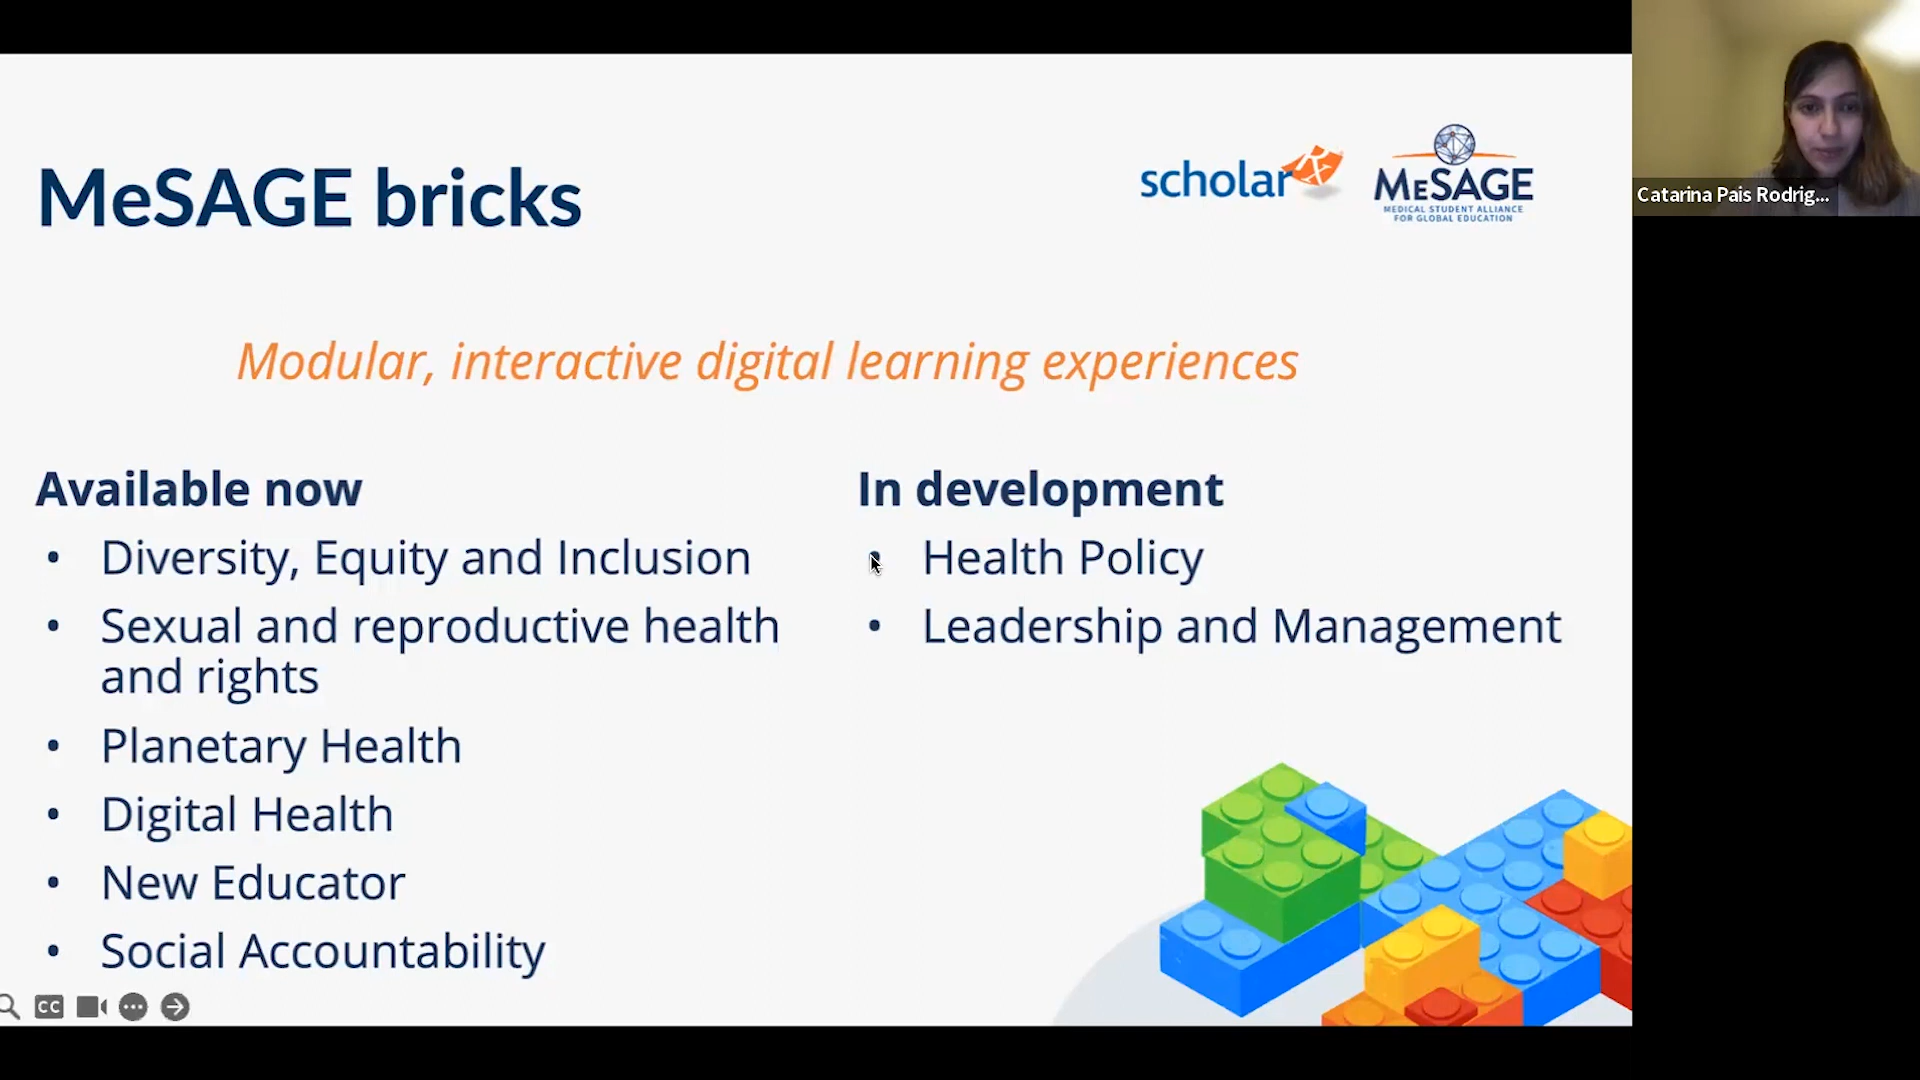 MeSAGE bricks
scholar
Rx
MeSAGE
MEDICAL STUDENT ALLIANCE
FOR GLOBAL EDUCATION
Catarina Pais Rodrig...
Modular, interactive digital learning experiences
Available now
• Diversity, Equity and Inclusion
• Sexual and reproductive health
and rights
• Planetary Health
• Digital Health
• New Educator
• Social Accountability
In development
• Health Policy
• Leadership and Management
CC